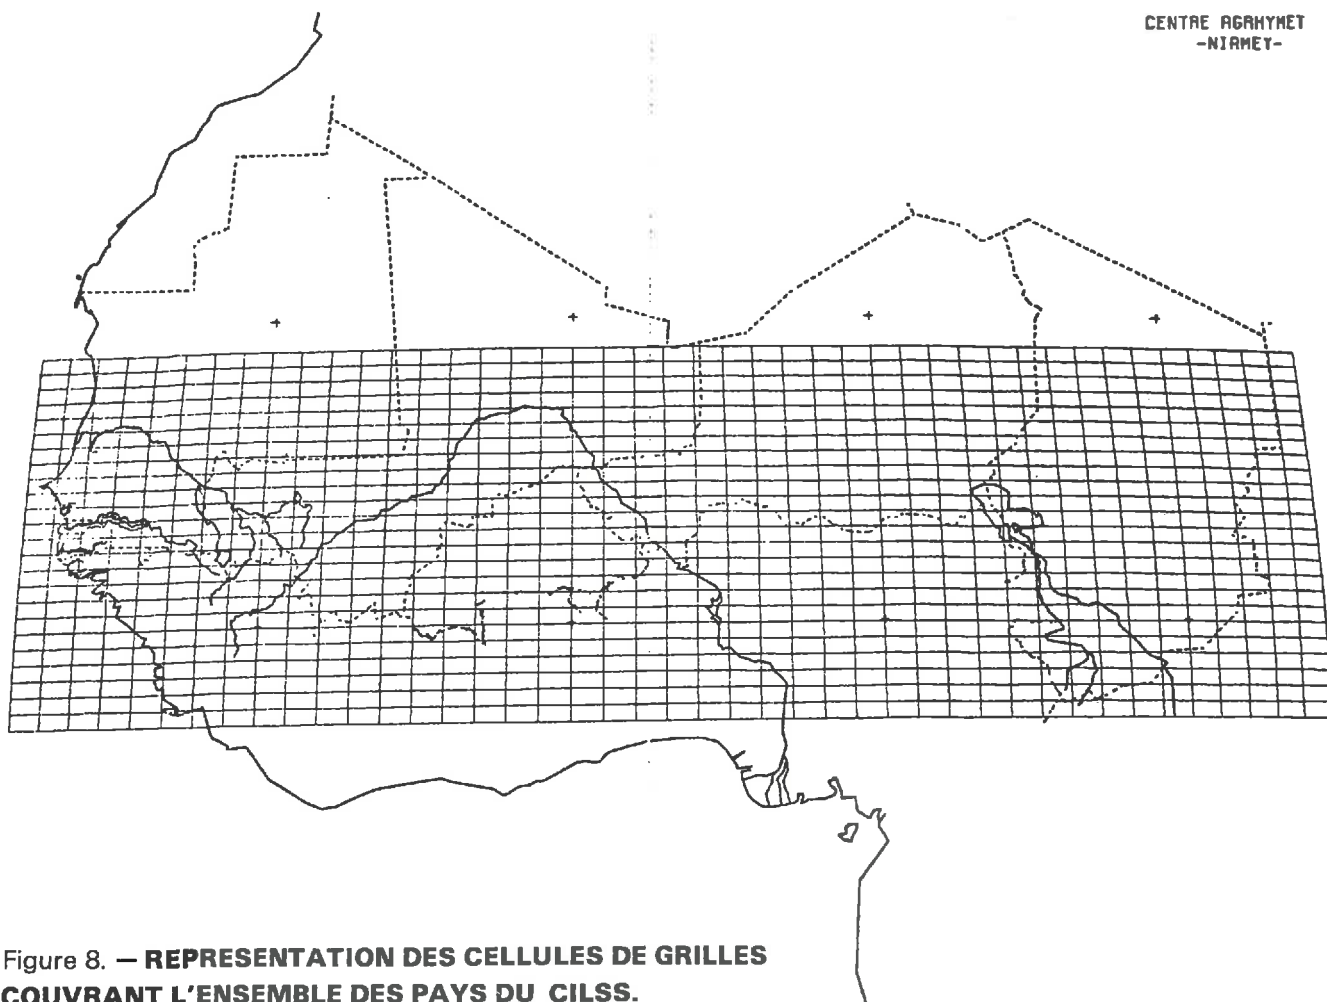 CENTRE AGRHYMET
-NIAMEY-
Figure 8. — REPRESENTATION DES CELLULES DE GRILLES
COUVRANT L'ENSEMBLE DES PAYS DU CILSS.